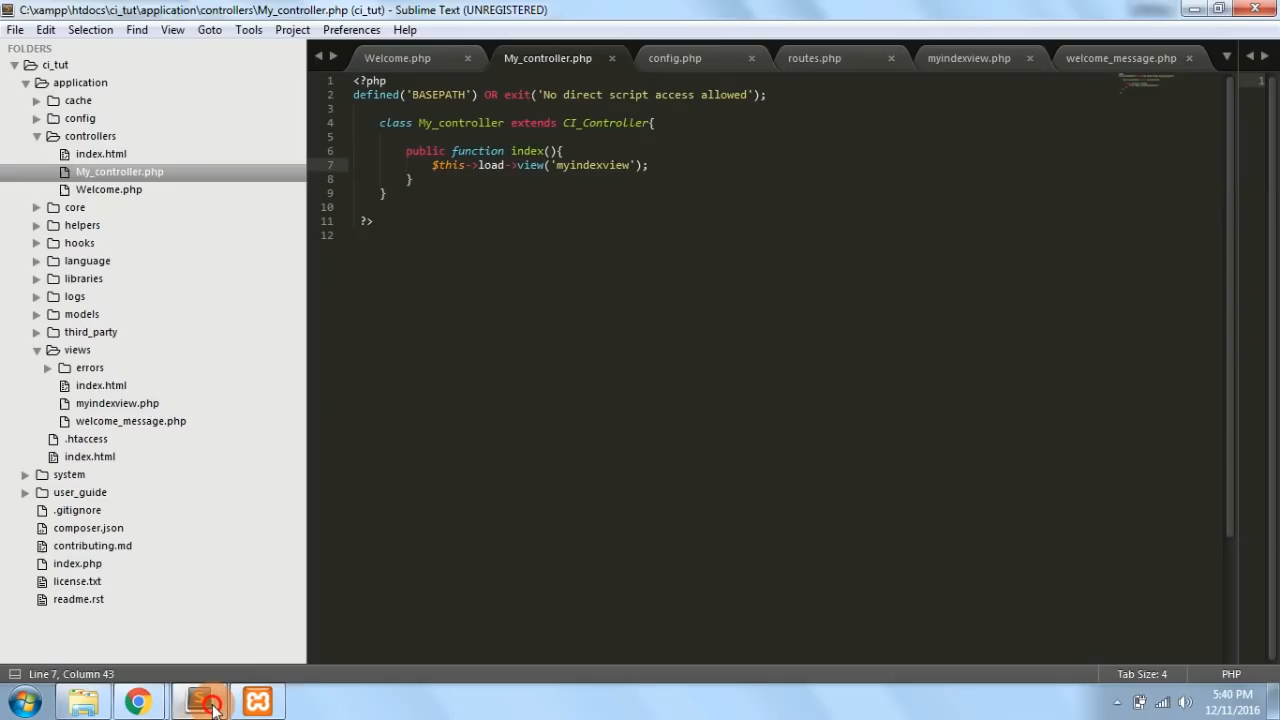 C:\xampp\htdocs\ci_tut\application\controllers\My_controller.php (ci_tut) - Sublime Text (UNREGISTERED)
File Edit Selection Find View Goto Tools Project Preferences Help
FOLDERS
ci_tut
application
cache
config
controllers
index.html
My_controller.php
Welcome.php
core
helpers
hooks
language
libraries
logs
models
third_party
views
errors
index.html
myindexview.php
welcome_message.php
.htaccess
index.html
system
user_guide
.gitignore
composer.json
contributing.md
index.php
license.txt
readme.rst
Welcome.php My_controller.php config.php routes.php myindexview.php welcome_message.php
1 <?php 1
2 defined('BASEPATH') OR exit('No direct script access allowed');
3
4 class My_controller extends CI_Controller{
5
6 public function index(){
7 $this->load->view('myindexview');
8 }
9 }
10
11 ?>
12
Line 7, Column 43 Tab Size: 4 PHP
5:40 PM
12/11/2016